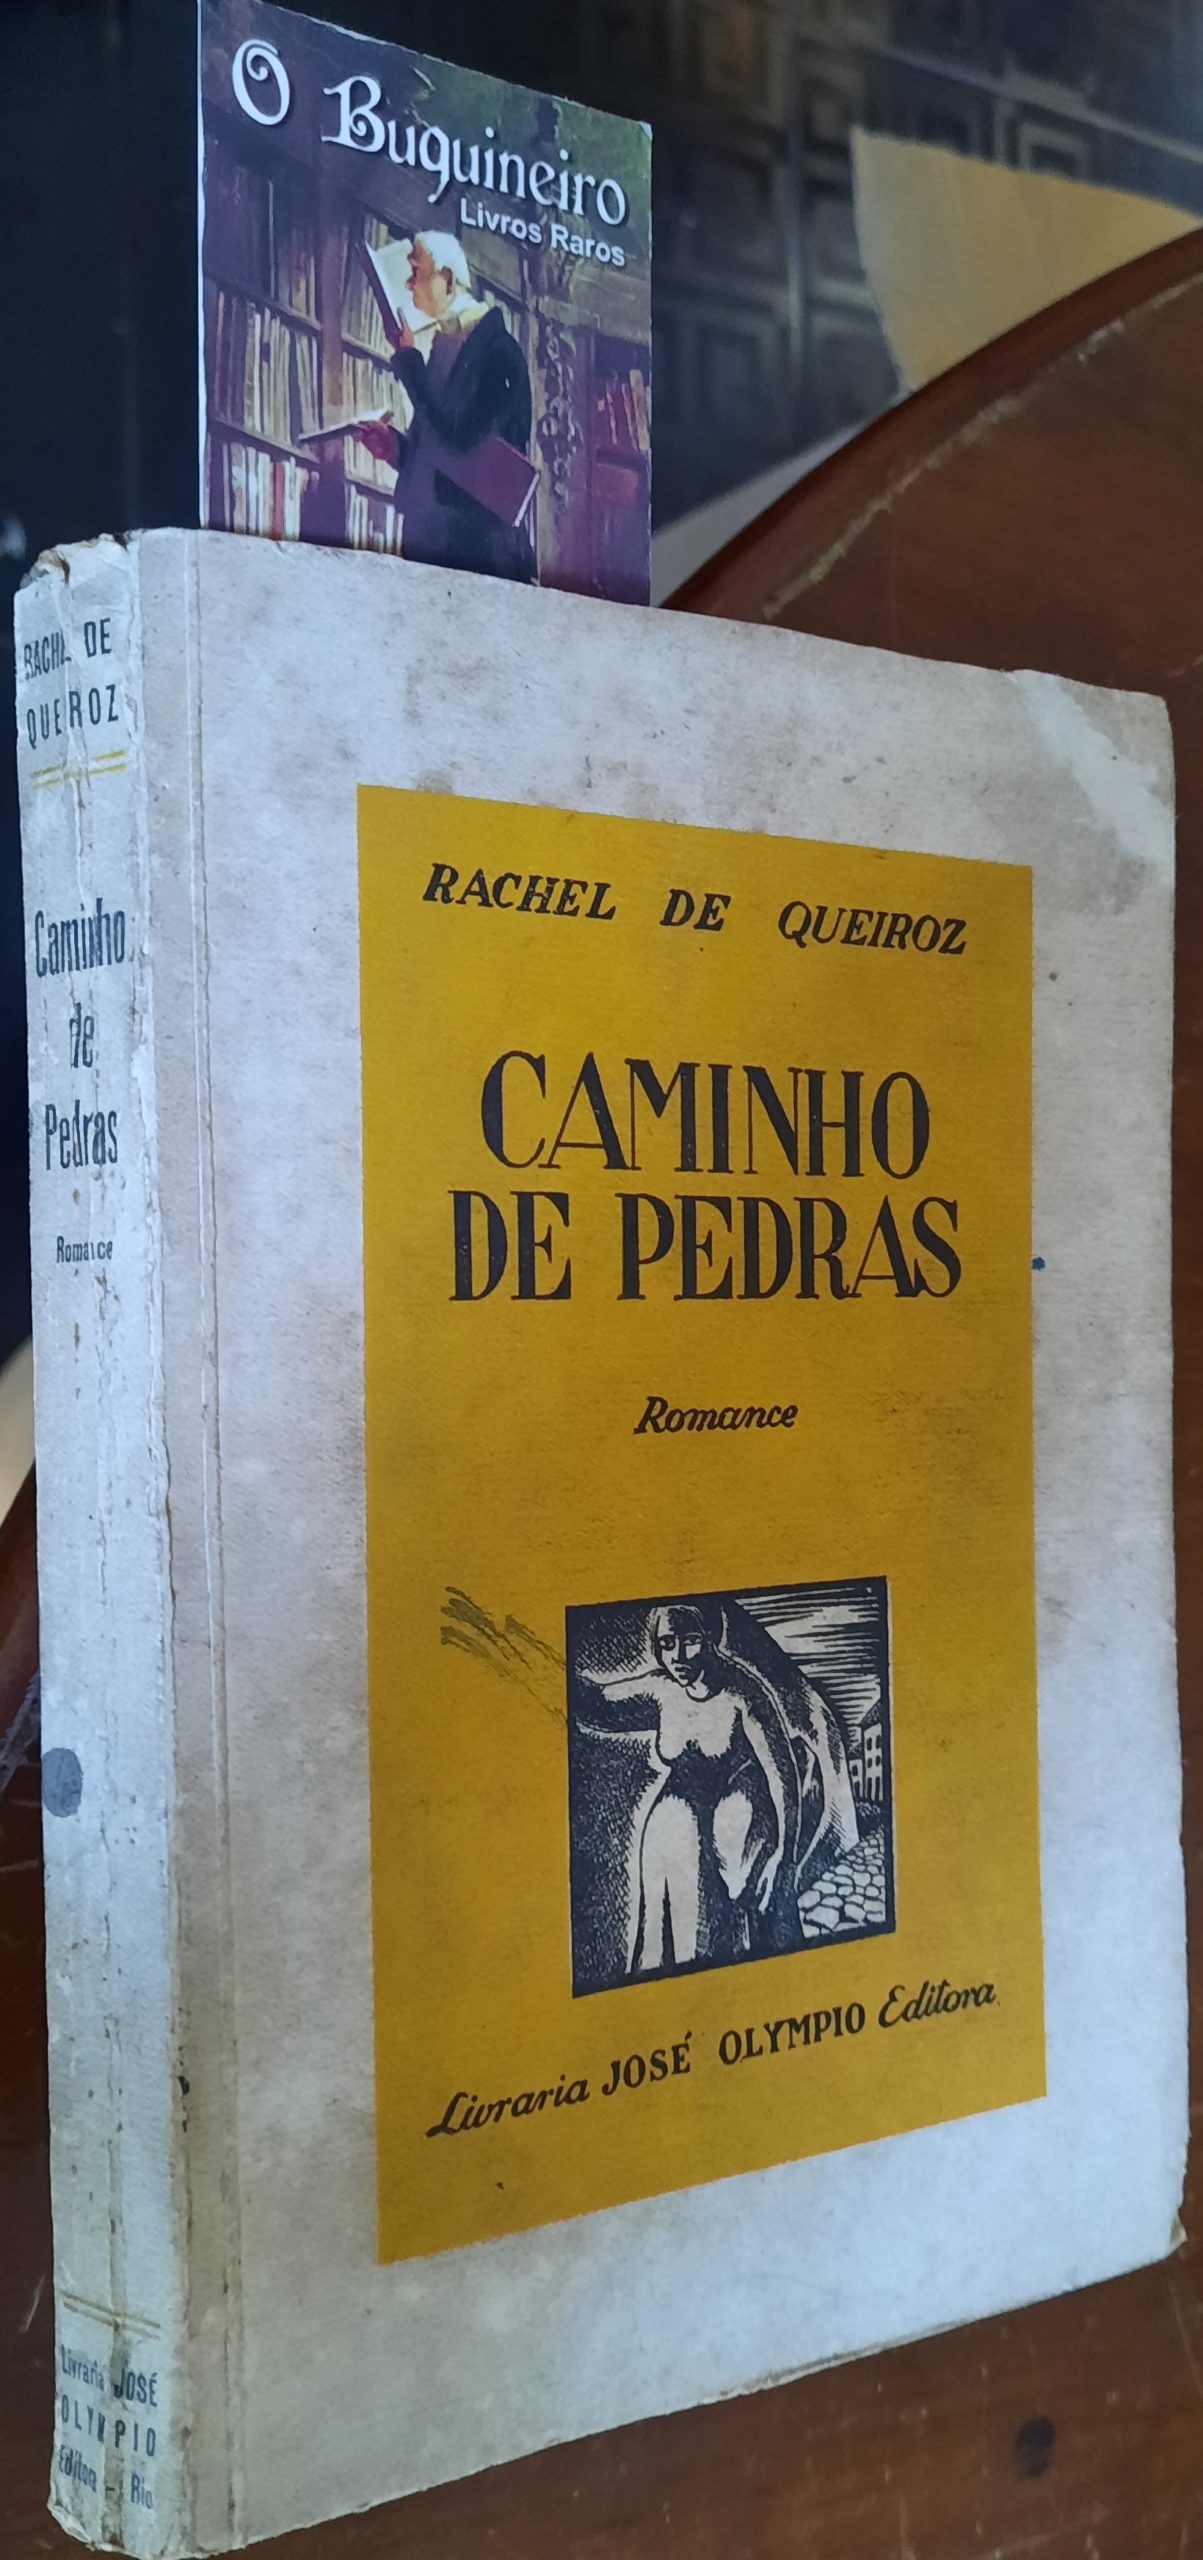 O Buquineiro
Livros Raros
RACHEL DE
QUEIROZ
Caminho
de
Pedras
Romance
Livraria JOSÉ
OLYMPIO
Editora - Rio
RACHEL DE QUEIROZ
CAMINHO
DE PEDRAS
Romance
Livraria JOSÉ OLYMPIO Editora